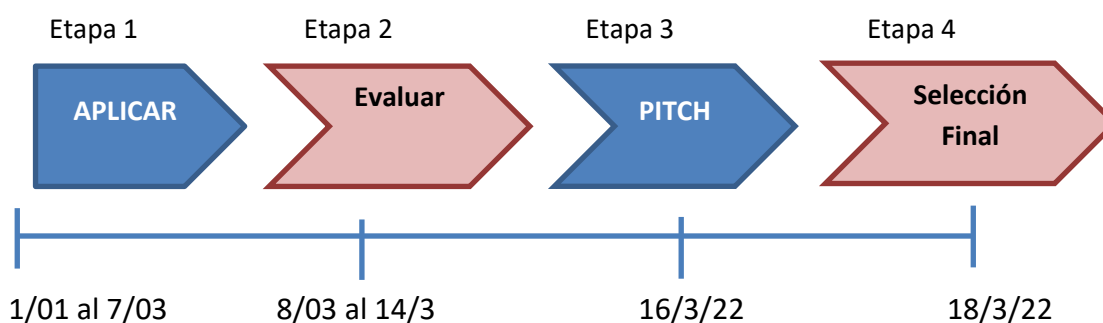 Etapa 1
Etapa 2
Etapa 3
Etapa 4
APLICAR
Evaluar
PITCH
Selección
Final
1/01 al 7/03
8/03 al 14/3
16/3/22
18/3/22